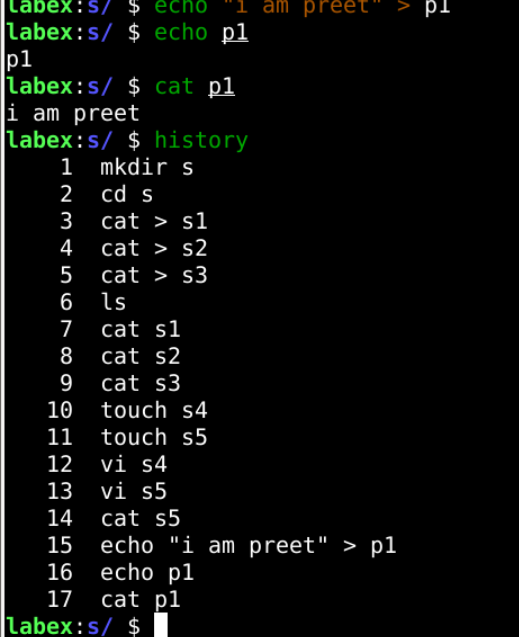 labex:s/ $ echo "i am preet" > p1
labex:s/ $ echo p1
p1
labex:s/ $ cat p1
i am preet
labex:s/ $ history
    1  mkdir s
    2  cd s
    3  cat > s1
    4  cat > s2
    5  cat > s3
    6  ls
    7  cat s1
    8  cat s2
    9  cat s3
   10  touch s4
   11  touch s5
   12  vi s4
   13  vi s5
   14  cat s5
   15  echo "i am preet" > p1
   16  echo p1
   17  cat p1
labex:s/ $